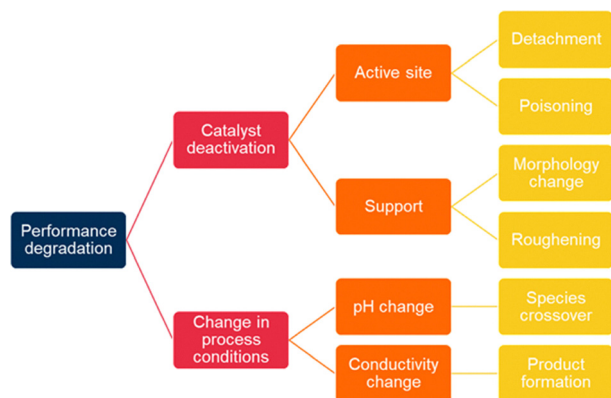 Performance
degradation
Catalyst
deactivation
Change in
process
conditions
Active site
Support
pH change
Conductivity
change
Detachment
Poisoning
Morphology
change
Roughening
Species
crossover
Product
formation